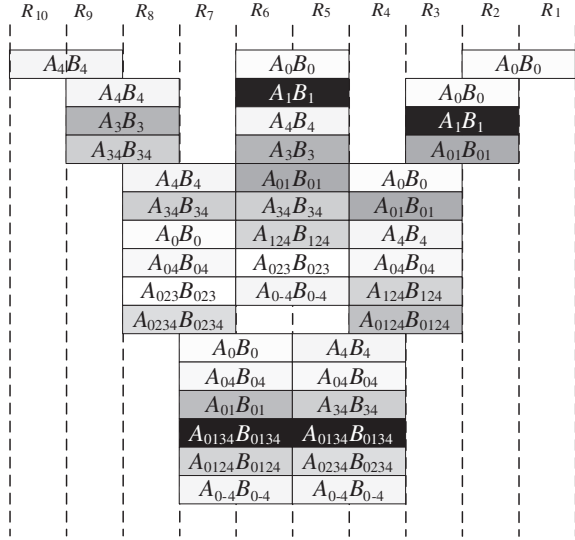 R10 R9 R8 R7 R6 R5 R4 R3 R2 R1
A4B4 A0B0 A0B0
A4B4 A1B1 A0B0
A3B3 A4B4 A1B1
A34B34 A3B3 A01B01
A4B4 A01B01 A0B0
A34B34 A34B34 A01B01
A0B0 A124B124 A4B4
A04B04 A023B023 A04B04
A023B023 A0-4B0-4 A124B124
A0234B0234 A0124B0124
A0B0 A4B4
A04B04 A04B04
A01B01 A34B34
A0134B0134 A0134B0134
A0124B0124 A0234B0234
A0-4B0-4 A0-4B0-4